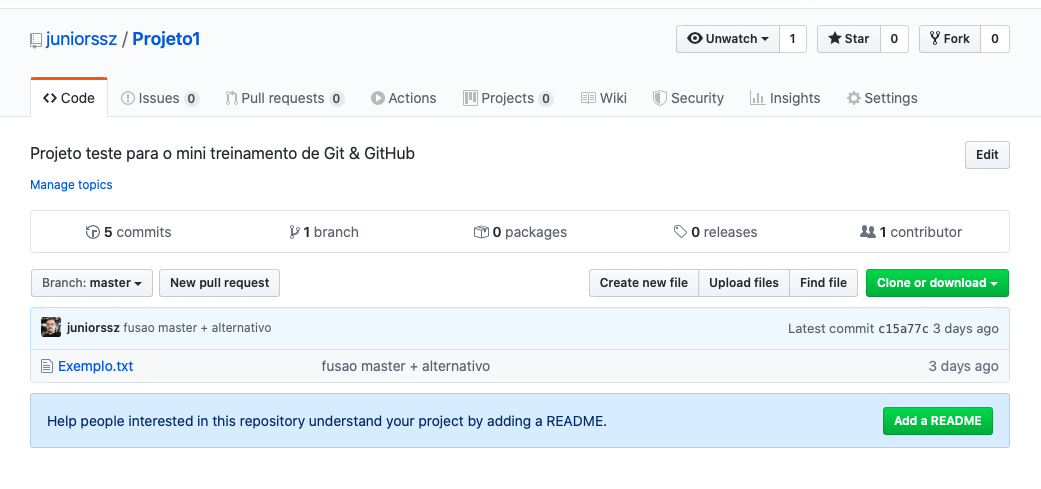 juniorssz / Projeto1
Unwatch 1 Star 0 Fork 0
Code Issues 0 Pull requests 0 Actions Projects 0 Wiki Security Insights Settings
Projeto teste para o mini treinamento de Git & GitHub
Edit
Manage topics
5 commits 1 branch 0 packages 0 releases 1 contributor
Branch: master New pull request Create new file Upload files Find file Clone or download
juniorssz fusao master + alternativo Latest commit c15a77c 3 days ago
Exemplo.txt fusao master + alternativo 3 days ago
Help people interested in this repository understand your project by adding a README. Add a README